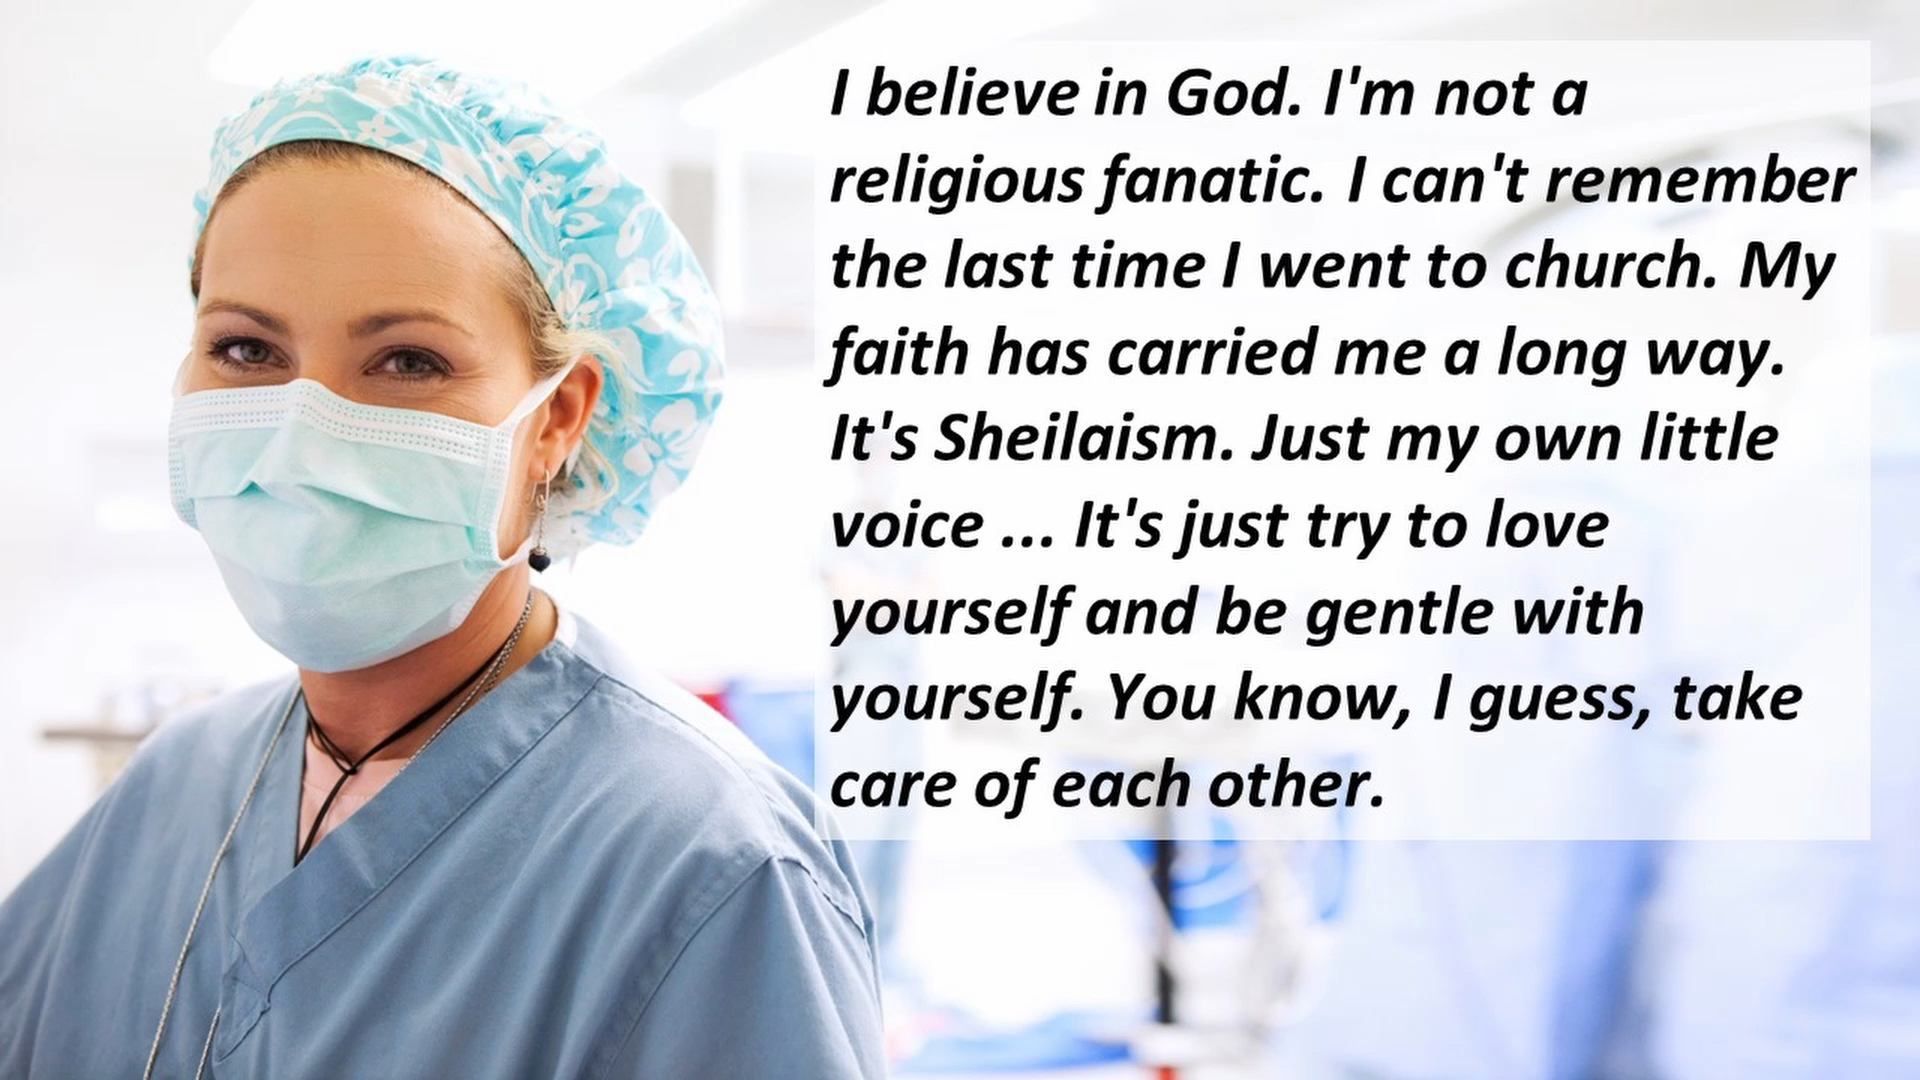 I believe in God. I'm not a
religious fanatic. I can't remember
the last time I went to church. My
faith has carried me a long way.
It's Sheilaism. Just my own little
voice ... It's just try to love
yourself and be gentle with
yourself. You know, I guess, take
care of each other.